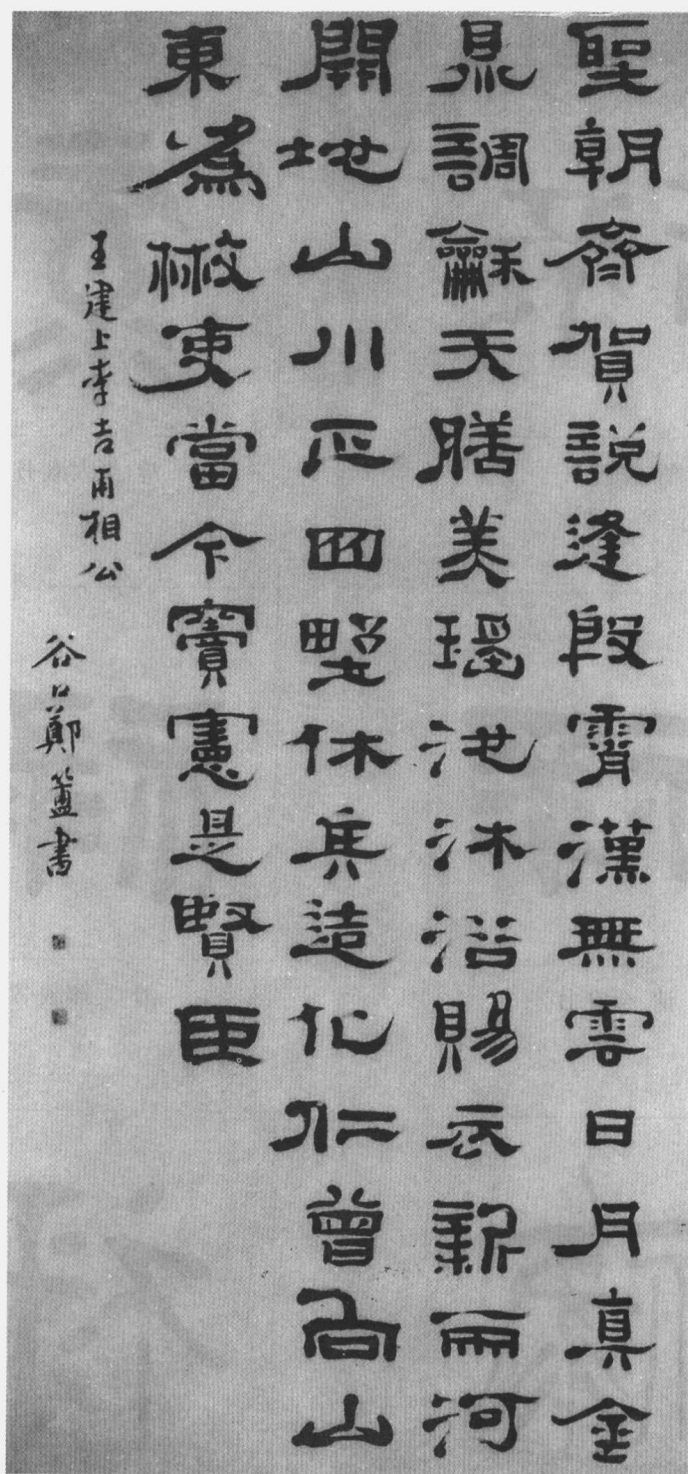 聖朝齊賀說逢殷霄漢無雲日月真金
鼎調龢天膳美瑤池沐浴賜衣新兩河
開地山川正四野休兵造化仁曾向山
東為散吏當今竇憲是賢臣
王建上李吉甫相公
谷口鄭簠書